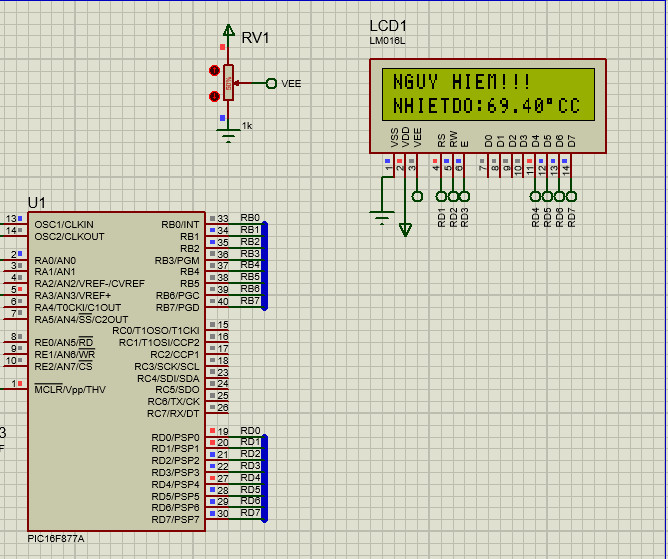 RV1
VEE
1k
50%
LCD1
LM016L
NGUY HIEM!!!
NHIETDO:69.40°CC
VSS
VDD
VEE
RS
RW
E
D0
D1
D2
D3
D4
D5
D6
D7
1
2
3
4
5
6
7
8
9
10
11
12
13
14
RD1
RD2
RD3
RD4
RD5
RD6
RD7
U1
13 OSC1/CLKIN
14 OSC2/CLKOUT
2 RA0/AN0
3 RA1/AN1
4 RA2/AN2/VREF-/CVREF
5 RA3/AN3/VREF+
6 RA4/T0CKI/C1OUT
7 RA5/AN4/SS/C2OUT
8 RE0/AN5/RD
9 RE1/AN6/WR
10 RE2/AN7/CS
1 MCLR/Vpp/THV
RB0/INT 33 RB0
RB1 34 RB1
RB2 35 RB2
RB3/PGM 36 RB3
RB4 37 RB4
RB5 38 RB5
RB6/PGC 39 RB6
RB7/PGD 40 RB7
RC0/T1OSO/T1CKI 15
RC1/T1OSI/CCP2 16
RC2/CCP1 17
RC3/SCK/SCL 18
RC4/SDI/SDA 23
RC5/SDO 24
RC6/TX/CK 25
RC7/RX/DT 26
RD0/PSP0 19 RD0
RD1/PSP1 20 RD1
RD2/PSP2 21 RD2
RD3/PSP3 22 RD3
RD4/PSP4 27 RD4
RD5/PSP5 28 RD5
RD6/PSP6 29 RD6
RD7/PSP7 30 RD7
PIC16F877A
3
F